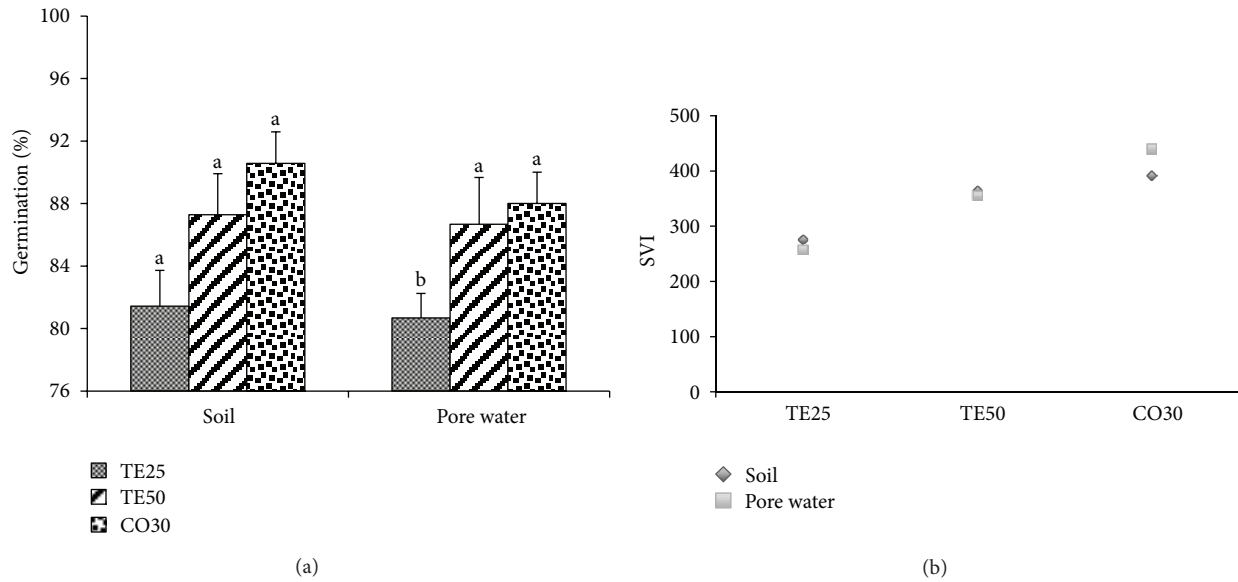 100
96
92
88
84
80
76
Germination (%)
a
a
a
b
a
a
Soil
Pore water
TE25
TE50
CO30
(a)
500
400
300
200
100
0
SVI
TE25
TE50
CO30
Soil
Pore water
(b)